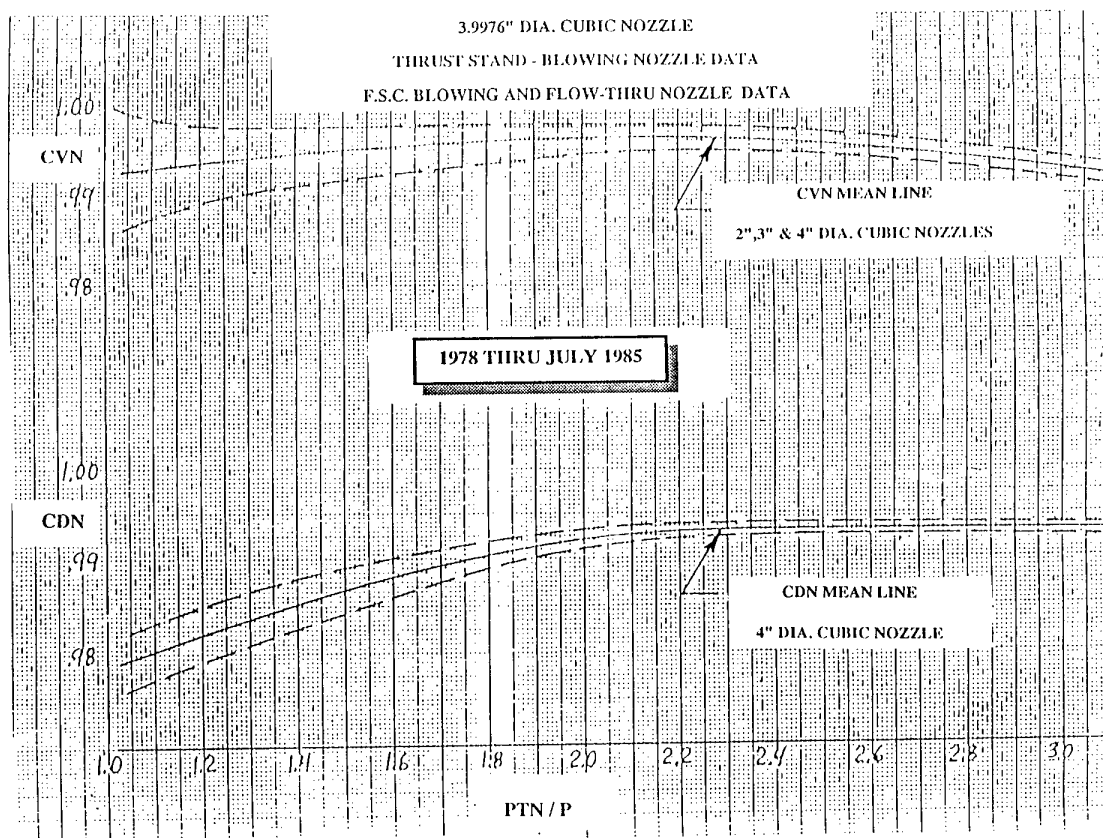 3.9976" DIA. CUBIC NOZZLE
THRUST STAND - BLOWING NOZZLE DATA
F.S.C. BLOWING AND FLOW-THRU NOZZLE DATA
1.00
CVN
.99
CVN MEAN LINE
2",3" & 4" DIA. CUBIC NOZZLES
.98
1978 THRU JULY 1985
1.00
CDN
.99
CDN MEAN LINE
4" DIA. CUBIC NOZZLE
.98
1.0 1.2 1.4 1.6 1.8 2.0 2.2 2.4 2.6 2.8 3.0
PTN / P